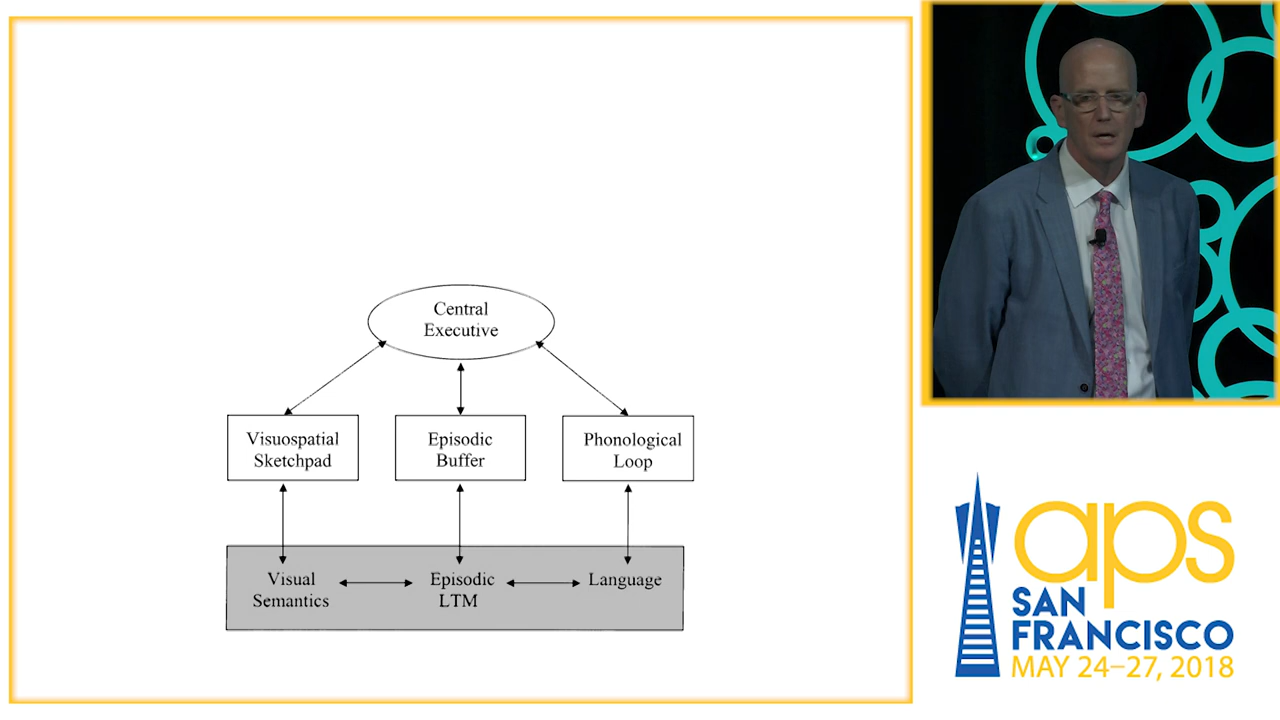 Central
Executive
Visuospatial
Sketchpad
Episodic
Buffer
Phonological
Loop
Visual
Semantics
Episodic
LTM
Language
aps
SAN
FRANCISCO
MAY 24–27, 2018